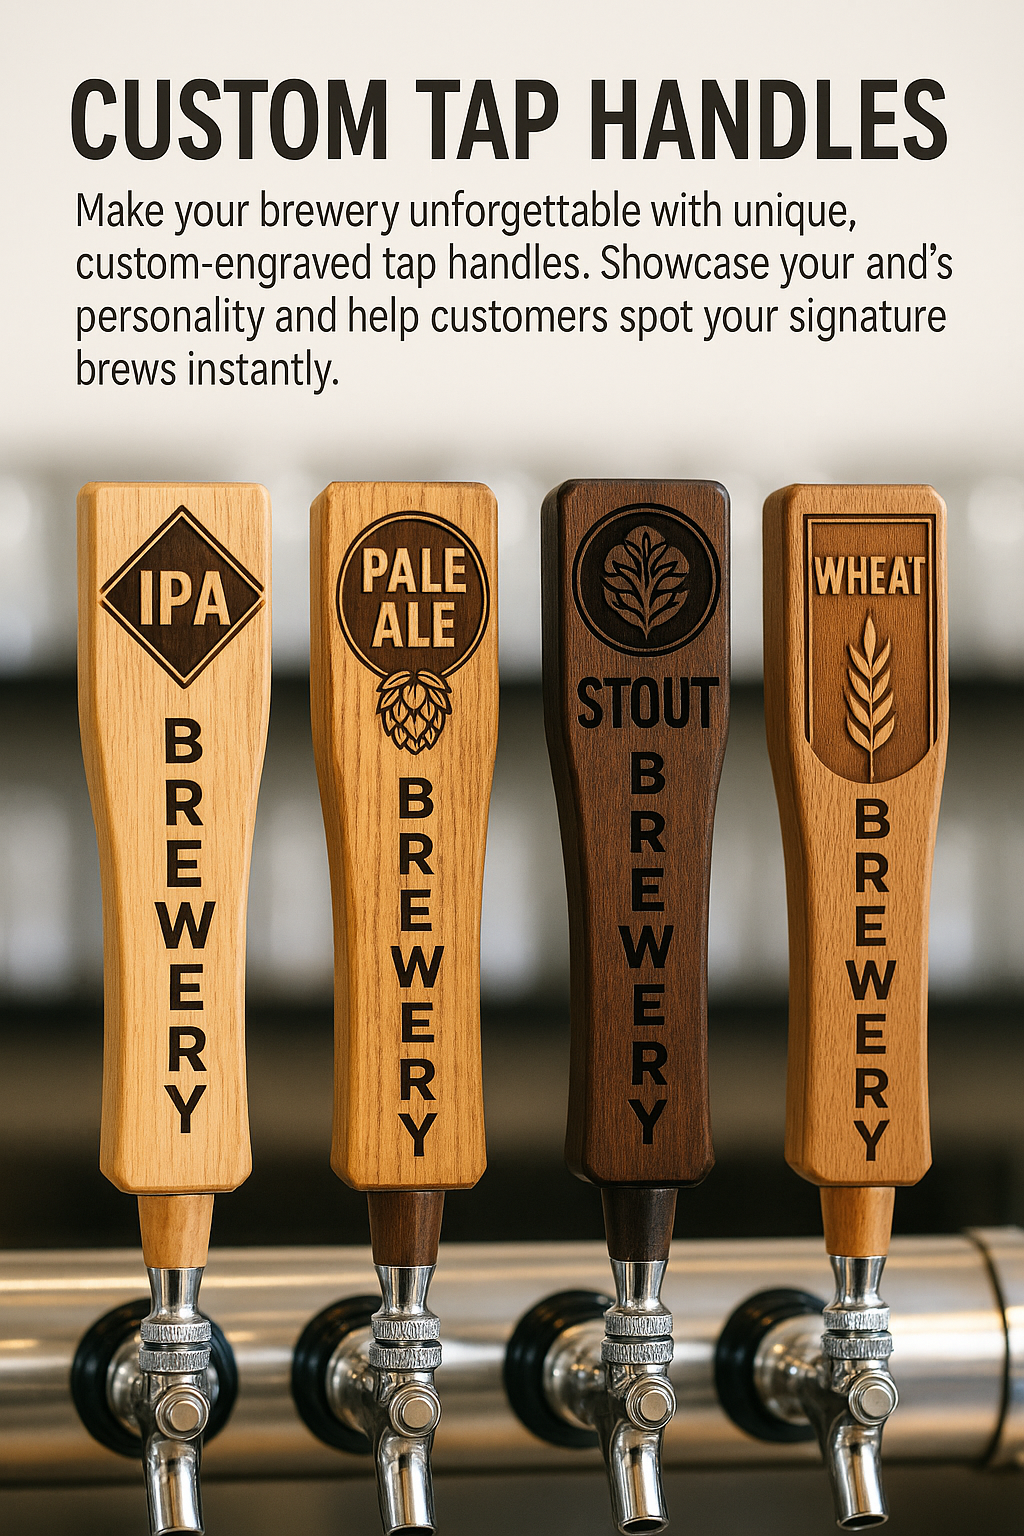 CUSTOM TAP HANDLES
Make your brewery unforgettable with unique,
cust-engraved tap handles. Showcase your and’s
personality and help customers spot your signature
brews instantly.
IPA
BREWERY
PALE
ALE
BREWERY
STOUT
BREWERY
WHEAT
BREWERY